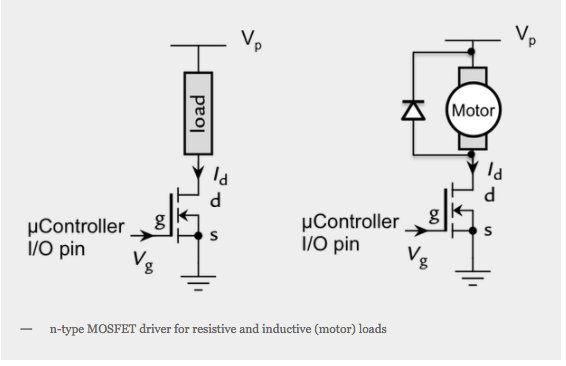 Vp
load
Id
d
g
s
μController
I/O pin
Vg
Vp
Motor
Id
d
g
s
μController
I/O pin
Vg
— n-type MOSFET driver for resistive and inductive (motor) loads